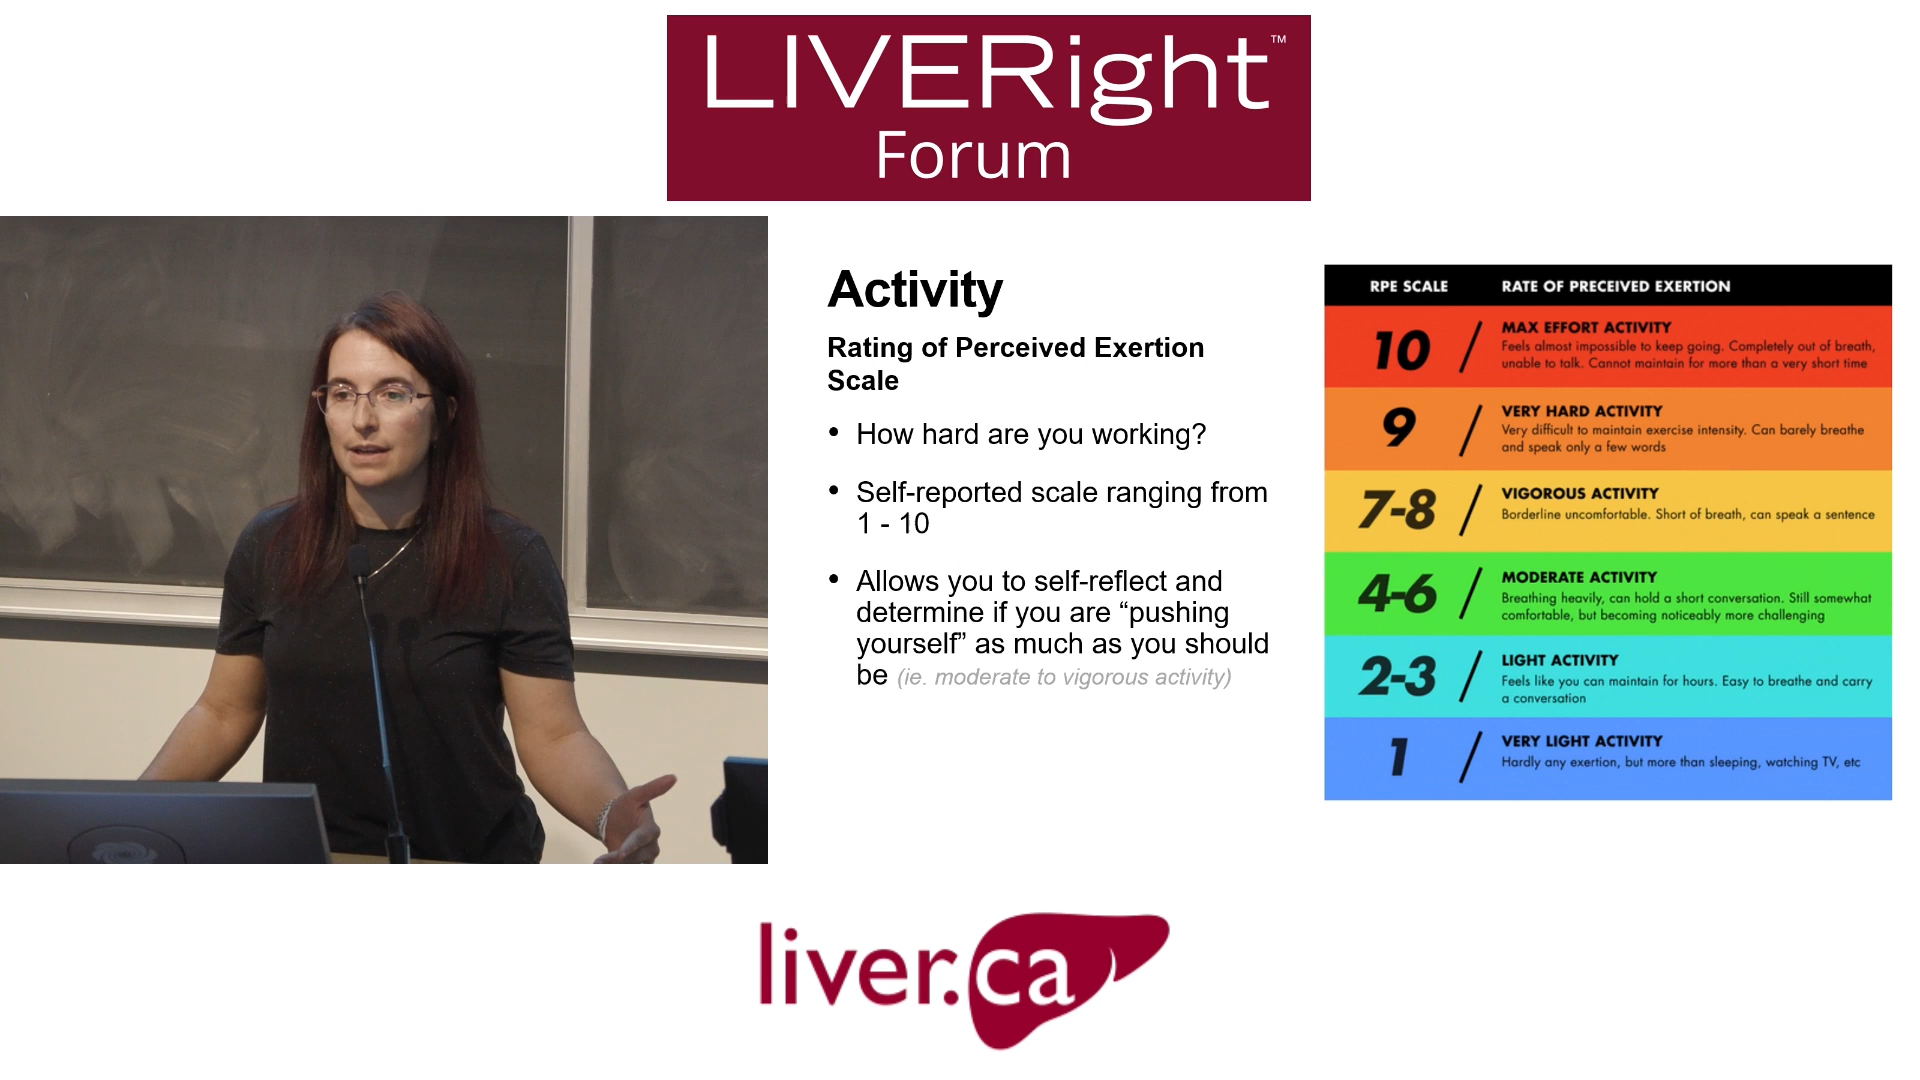 LIVERight™
Forum
Activity
Rating of Perceived Exertion
Scale
• How hard are you working?
• Self-reported scale ranging from
1 - 10
• Allows you to self-reflect and
determine if you are “pushing
yourself” as much as you should
be (ie. moderate to vigorous activity)
RPE SCALE RATE OF PRECEIVED EXERTION
10 / MAX EFFORT ACTIVITY
Feels almost impossible to keep going. Completely out of breath,
unable to talk. Cannot maintain for more than a very short time
9 / VERY HARD ACTIVITY
Very difficult to maintain exercise intensity. Can barely breathe
and speak only a few words
7-8 / VIGOROUS ACTIVITY
Borderline uncomfortable. Short of breath, can speak a sentence
4-6 / MODERATE ACTIVITY
Breathing heavily, can hold a short conversation. Still somewhat
comfortable, but becoming noticeably more challenging
2-3 / LIGHT ACTIVITY
Feels like you can maintain for hours. Easy to breathe and carry
a conversation
1 / VERY LIGHT ACTIVITY
Hardly any exertion, but more than sleeping, watching TV, etc
liver.ca